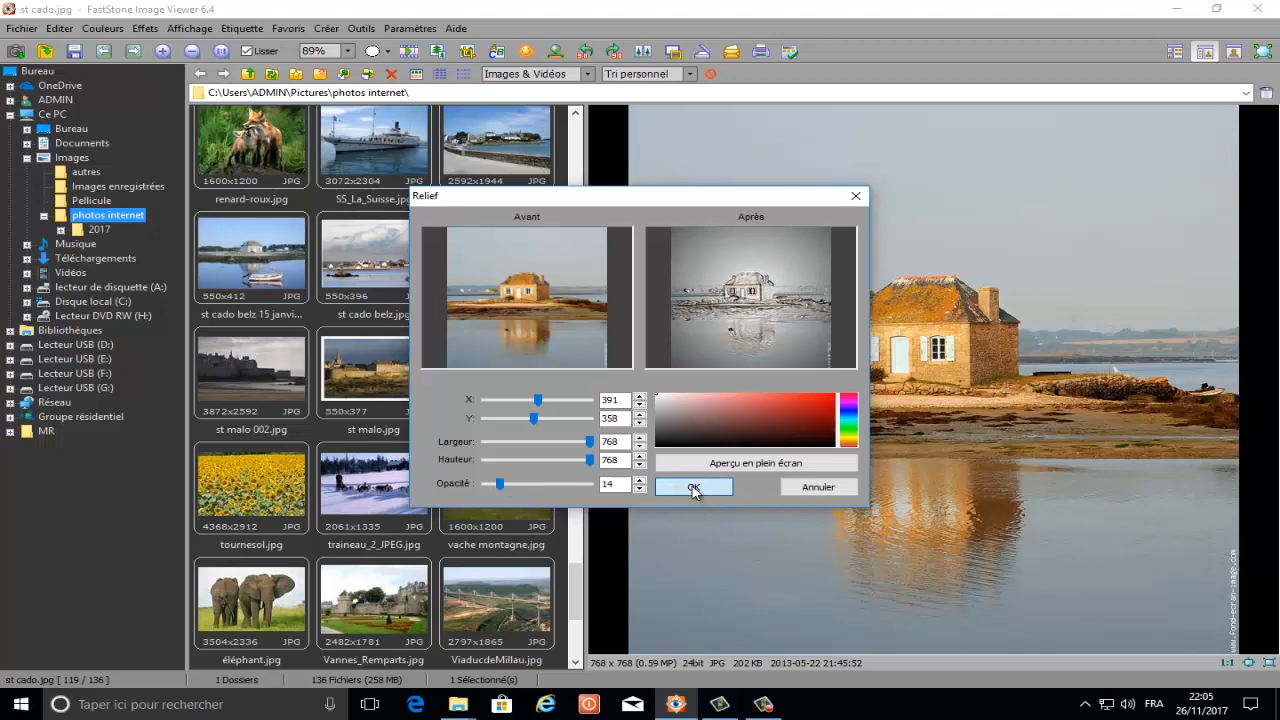 st cado.jpg  -  FastStone Image Viewer 6.4
Fichier Editer Couleurs Effets Affichage Etiquette Favoris Créer Outils Paramètres Aide
Lisser 89%
Images & Vidéos Tri personnel
C:\Users\ADMIN\Pictures\photos internet\
Bureau
OneDrive
ADMIN
Ce PC
Bureau
Documents
Images
autres
Images enregistrées
Pellicule
photos internet
2017
Musique
Téléchargements
Vidéos
lecteur de disquette (A:)
Disque local (C:)
Lecteur DVD RW (H:)
Bibliothèques
Lecteur USB (D:)
Lecteur USB (E:)
Lecteur USB (F:)
Lecteur USB (G:)
Réseau
Groupe résidentiel
MR
1600x1200 JPG 3072x2304 JPG 2592x1944 JPG
renard-roux.jpg SS_La_Suisse.jpg
550x412 JPG 550x396
st cado belz 15 janvi... st cado belz.jpg
3872x2592 JPG 550x377
st malo 002.jpg st malo.jpg
4368x2912 JPG 2061x1335 JPG 1600x1200 JPG
tournesol.jpg traineau_2_JPEG.jpg vache montagne.jpg
3504x2336 JPG 2482x1781 JPG 2797x1865 JPG
éléphant.jpg Vannes_Remparts.jpg ViaducdeMillau.jpg
Relief
Avant Après
X: 391
Y: 358
Largeur: 768
Hauteur: 768
Opacité: 14
Aperçu en plein écran
OK Annuler
www.fond-ecran-image.com
768 x 768 (0.59 MP) 24bit JPG 202 KB 2013-05-22 21:45:52 1:1
st cado.jpg [ 119 / 136 ] 1 Dossiers 136 Fichiers (258 MB) 1 Sélectionné(s)
Taper ici pour rechercher
FRA
22:05
26/11/2017